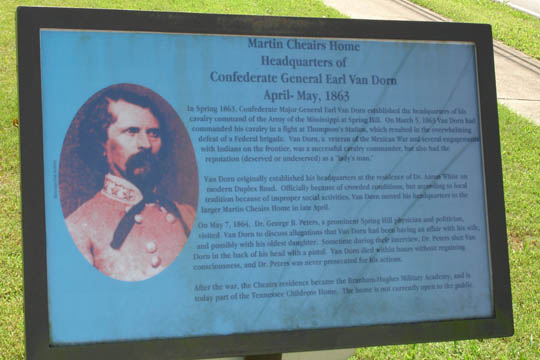 Martin Cheairs Home
Headquarters of
Confederate General Earl Van Dorn
April- May, 1863
In Spring 1863, Confederate Major General Earl Van Dorn established the headquarters of his
cavalry command of the Army of the Mississippi at Spring Hill. On March 5, 1863 Van Dorn had
commanded his cavalry in a fight at Thompson's Station, which resulted in the overwhelming
defeat of a Federal brigade. Van Dorn, a veteran of the Mexican War and several engagements
with Indians on the frontier, was a successful cavalry commander, but also had the
reputation (deserved or undeserved) as a "lady's man."
Van Dorn originally established his headquarters at the residence of Dr. Aaron White on
modern Duplex Road. Officially because of crowded conditions, but according to local
tradition because of improper social activities, Van Dorn moved his headquarters to the
larger Martin Cheairs Home in late April.
On May 7, 1864, Dr. George B. Peters, a prominent Spring Hill physician and politician,
visited Van Dorn to discuss allegations that Van Dorn had been having an affair with his wife,
and possibly with his oldest daughter. Sometime during their interview, Dr. Peters shot Van
Dorn in the back of his head with a pistol. Van Dorn died within hours without regaining
consciousness, and Dr. Peters was never prosecuted for his actions.
After the war, the Cheairs residence became the Branham-Hughes Military Academy, and is
today part of the Tennessee Childrens Home. The home is not currently open to the public.